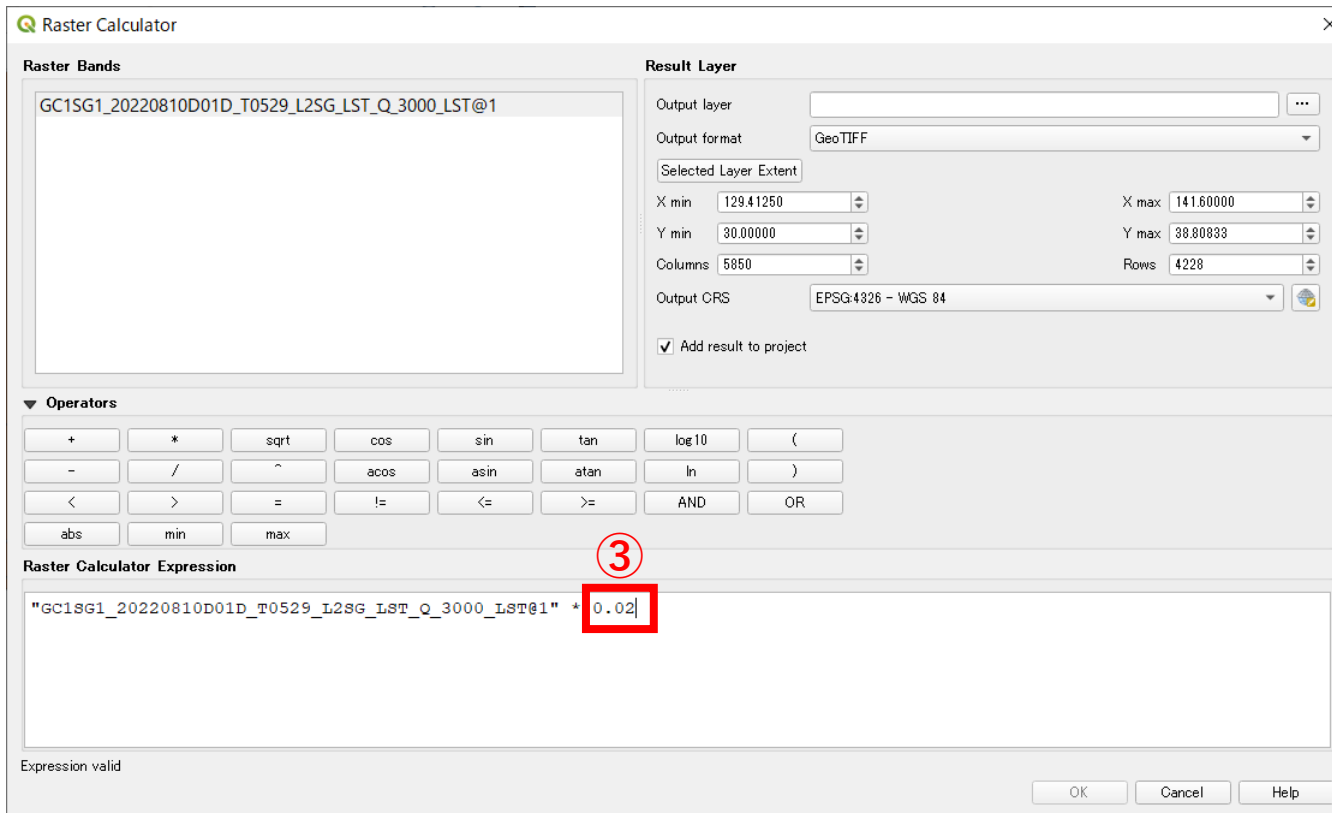 Raster Calculator
Raster Bands
GC1SG1_20220810D01D_T0529_L2SG_LST_Q_3000_LST@1
Result Layer
Output layer
...
Output format GeoTIFF
Selected Layer Extent
X min 129.41250 X max 141.60000
Y min 30.00000 Y max 38.80833
Columns 5850 Rows 4228
Output CRS EPSG:4326 - WGS 84
Add result to project
Operators
+ * sqrt cos sin tan log10 (
- / ^ acos asin atan ln )
< > = != <= >= AND OR
abs min max
③
Raster Calculator Expression
"GC1SG1_20220810D01D_T0529_L2SG_LST_Q_3000_LST@1" * 0.02
Expression valid
OK Cancel Help